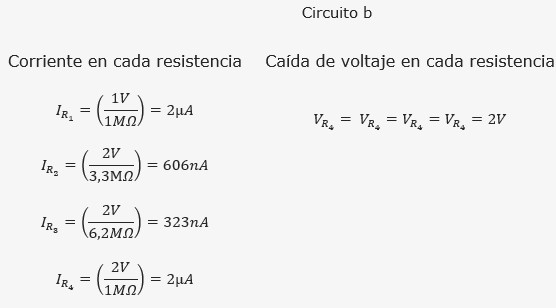 Circuito b
Corriente en cada resistencia
Caída de voltaje en cada resistencia
I_{R_1} = (1V / 1MΩ) = 2μA
V_{R_4} = V_{R_4} = V_{R_4} = V_{R_4} = 2V
I_{R_2} = (2V / 3,3MΩ) = 606nA
I_{R_3} = (2V / 6,2MΩ) = 323nA
I_{R_4} = (2V / 1MΩ) = 2μA